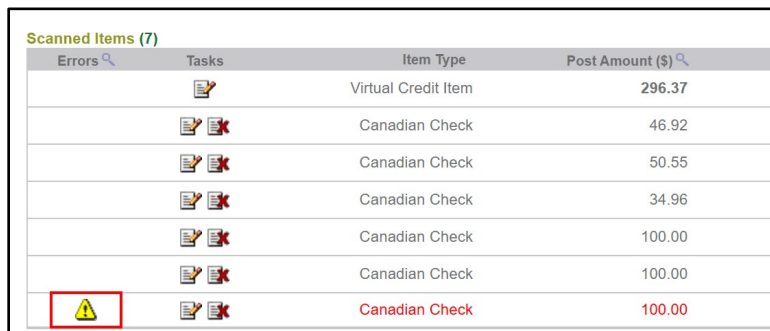 Scanned Items (7)
Errors Tasks Item Type Post Amount ($)
Virtual Credit Item 296.37
Canadian Check 46.92
Canadian Check 50.55
Canadian Check 34.96
Canadian Check 100.00
Canadian Check 100.00
Canadian Check 100.00